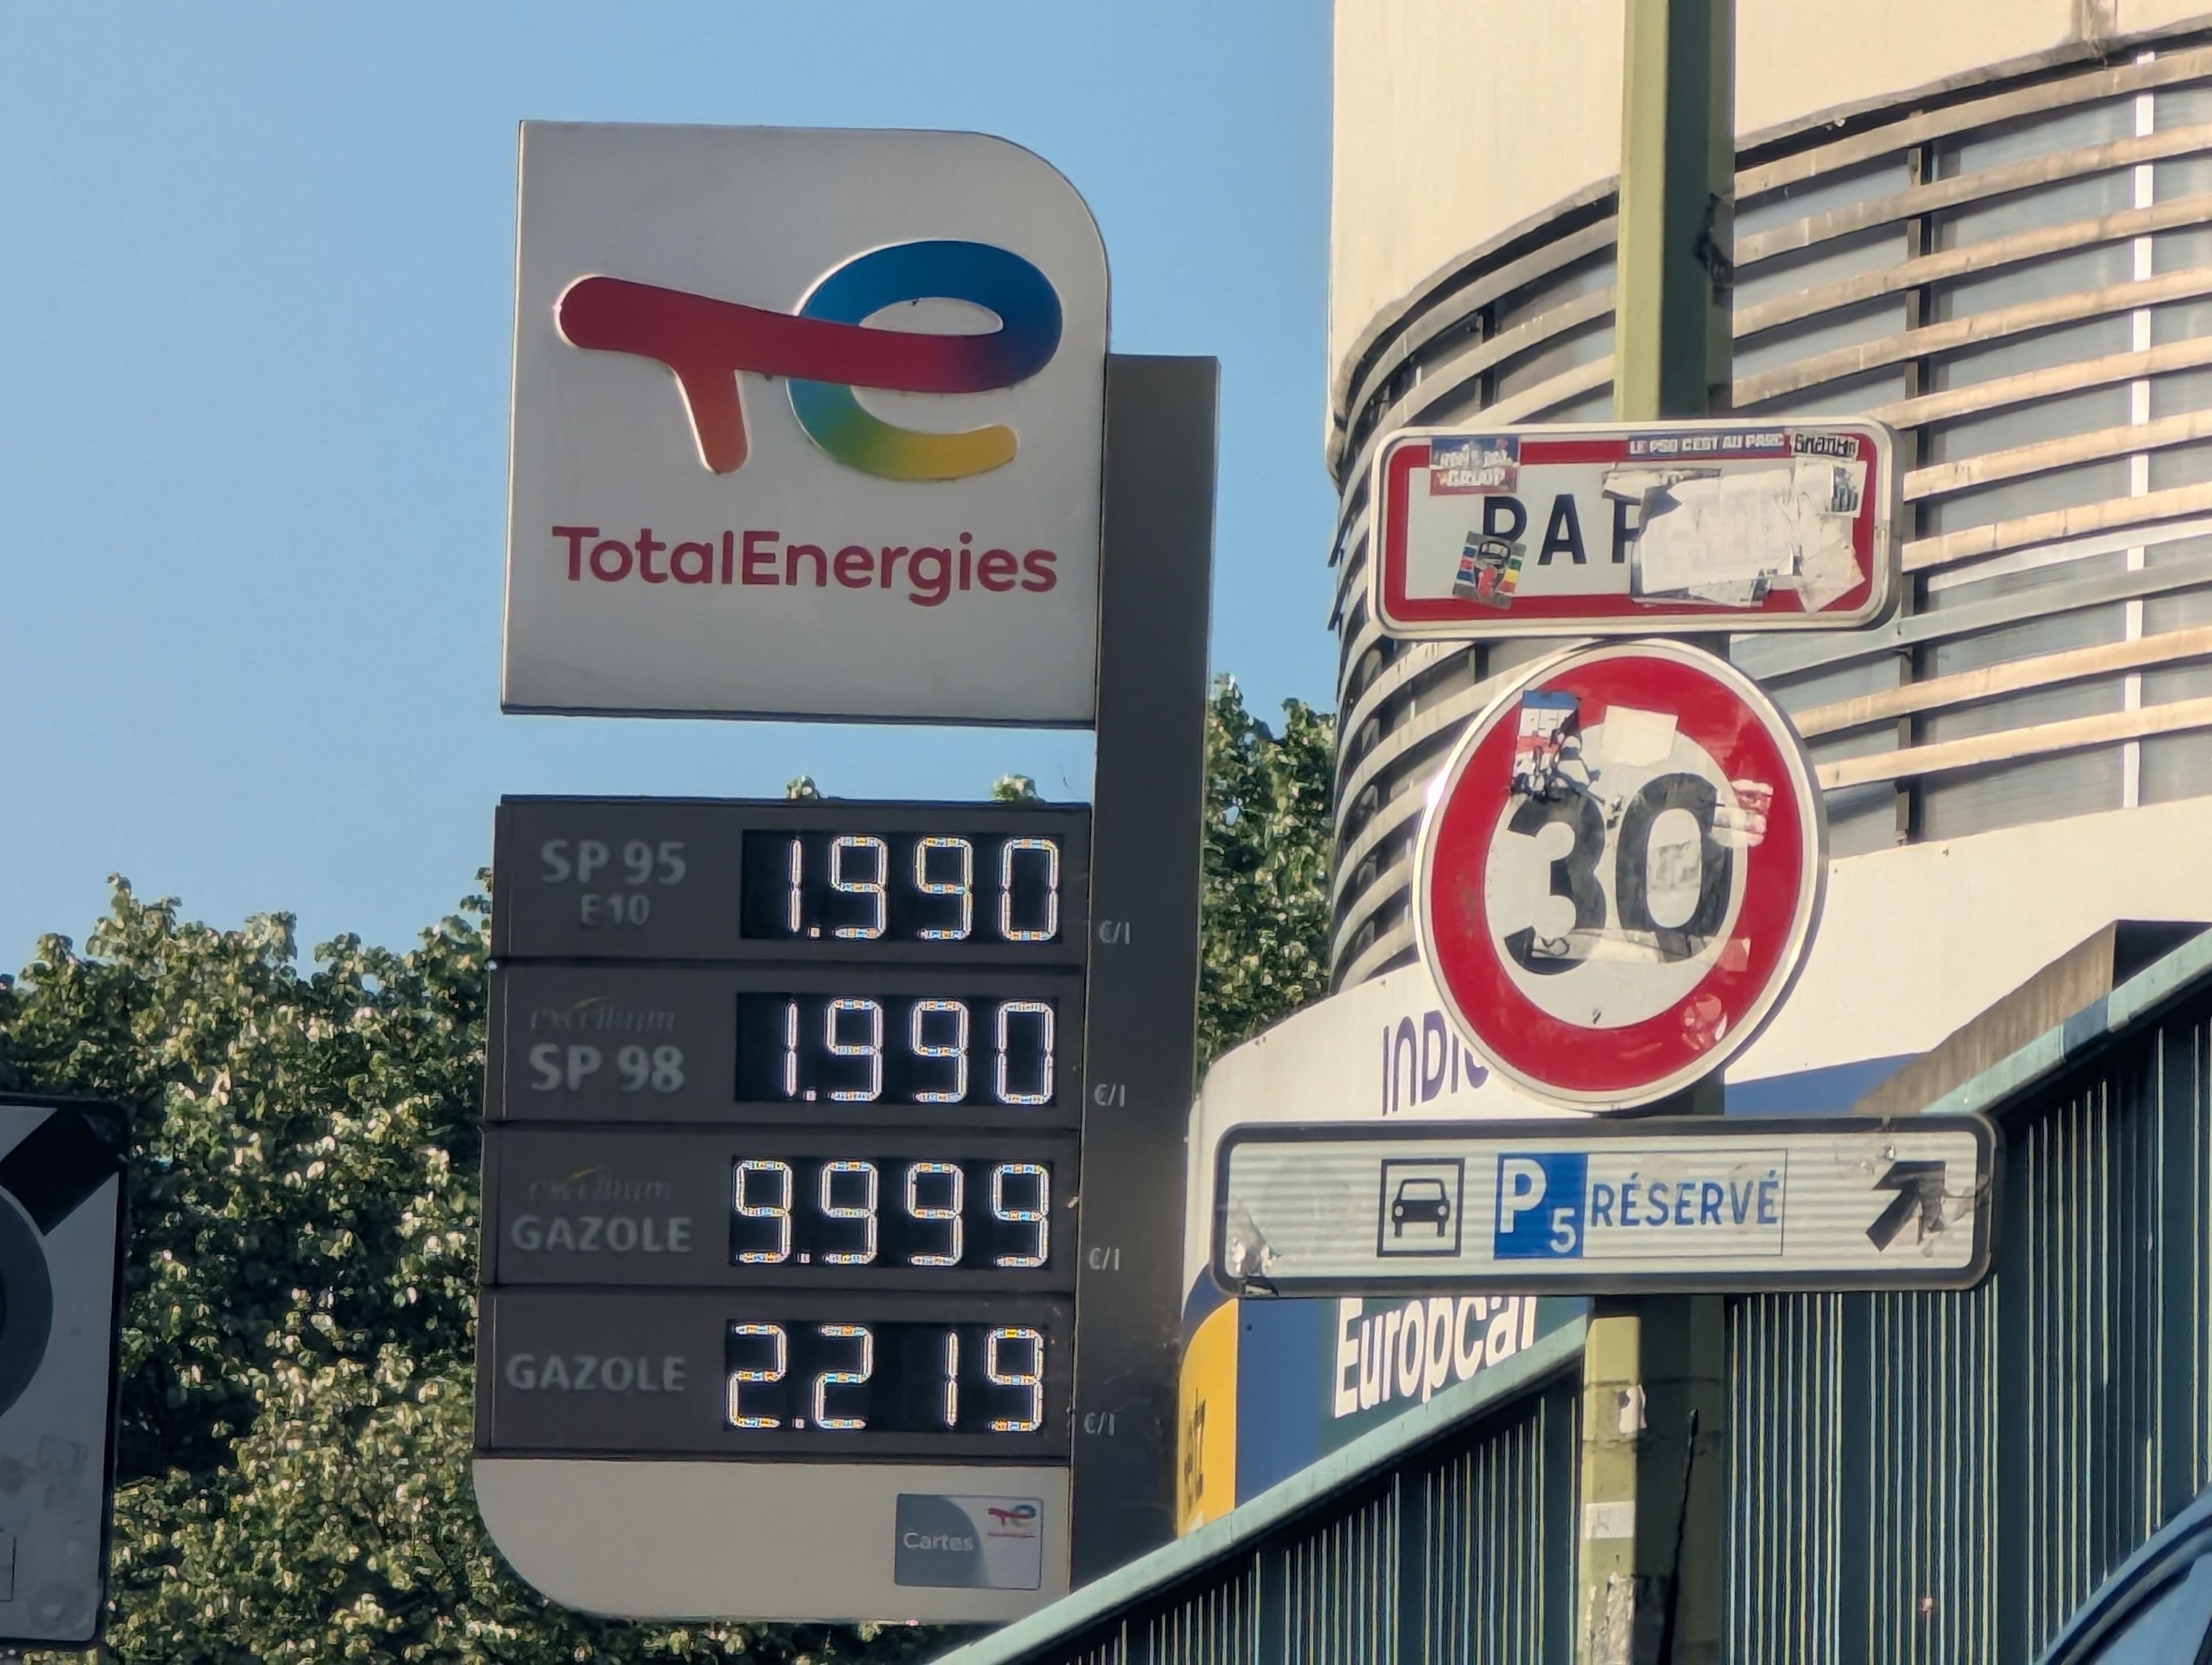 TotalEnergies
SP 95
E10
1.990
€/l
excellium
SP 98
1.990
€/l
excellium
GAZOLE
9.999
€/l
GAZOLE
2.219
€/l
Cartes
LE PSG C'EST AU PARC
PAR
30
INDIG
P5 RÉSERVÉ
Europcar